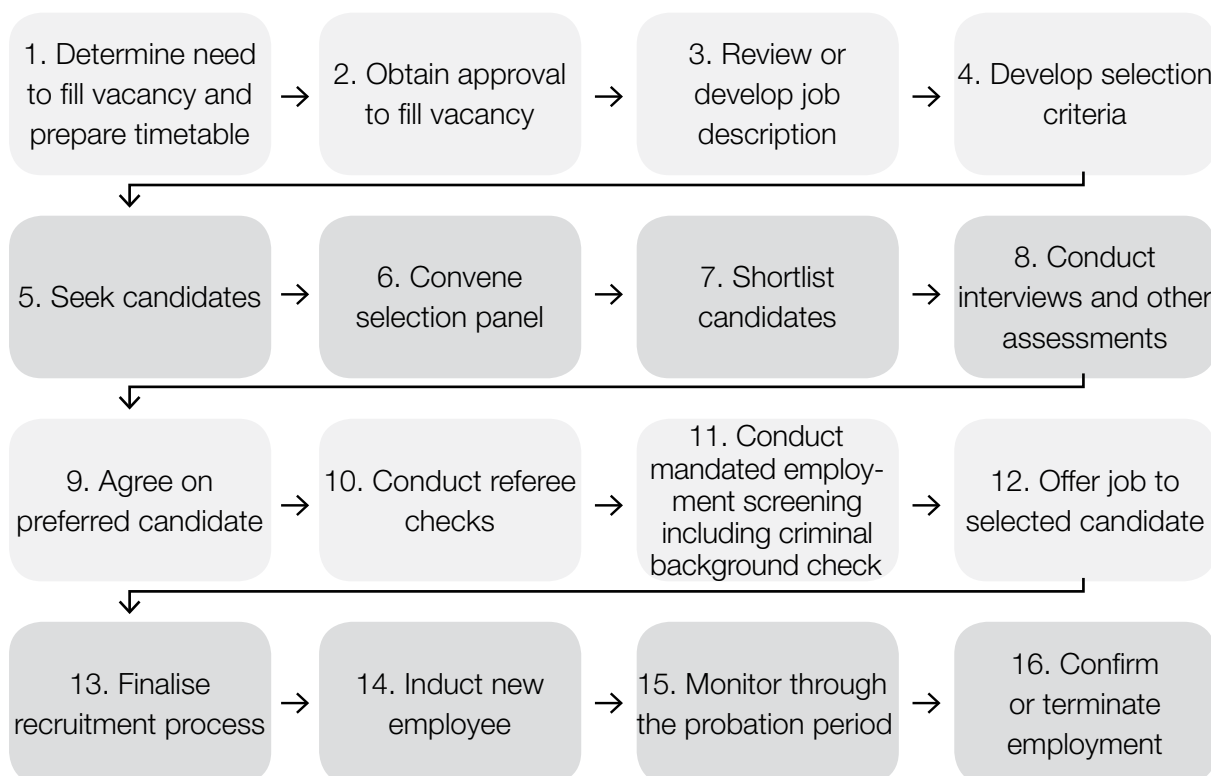 1. Determine need
to fill vacancy and
prepare timetable
2. Obtain approval
to fill vacancy
3. Review or
develop job
description
4. Develop selection
criteria
5. Seek candidates
6. Convene
selection panel
7. Shortlist
candidates
8. Conduct
interviews and other
assessments
9. Agree on
preferred candidate
10. Conduct referee
checks
11. Conduct
mandated employ-
ment screening
including criminal
background check
12. Offer job to
selected candidate
13. Finalise
recruitment process
14. Induct new
employee
15. Monitor through
the probation period
16. Confirm
or terminate
employment